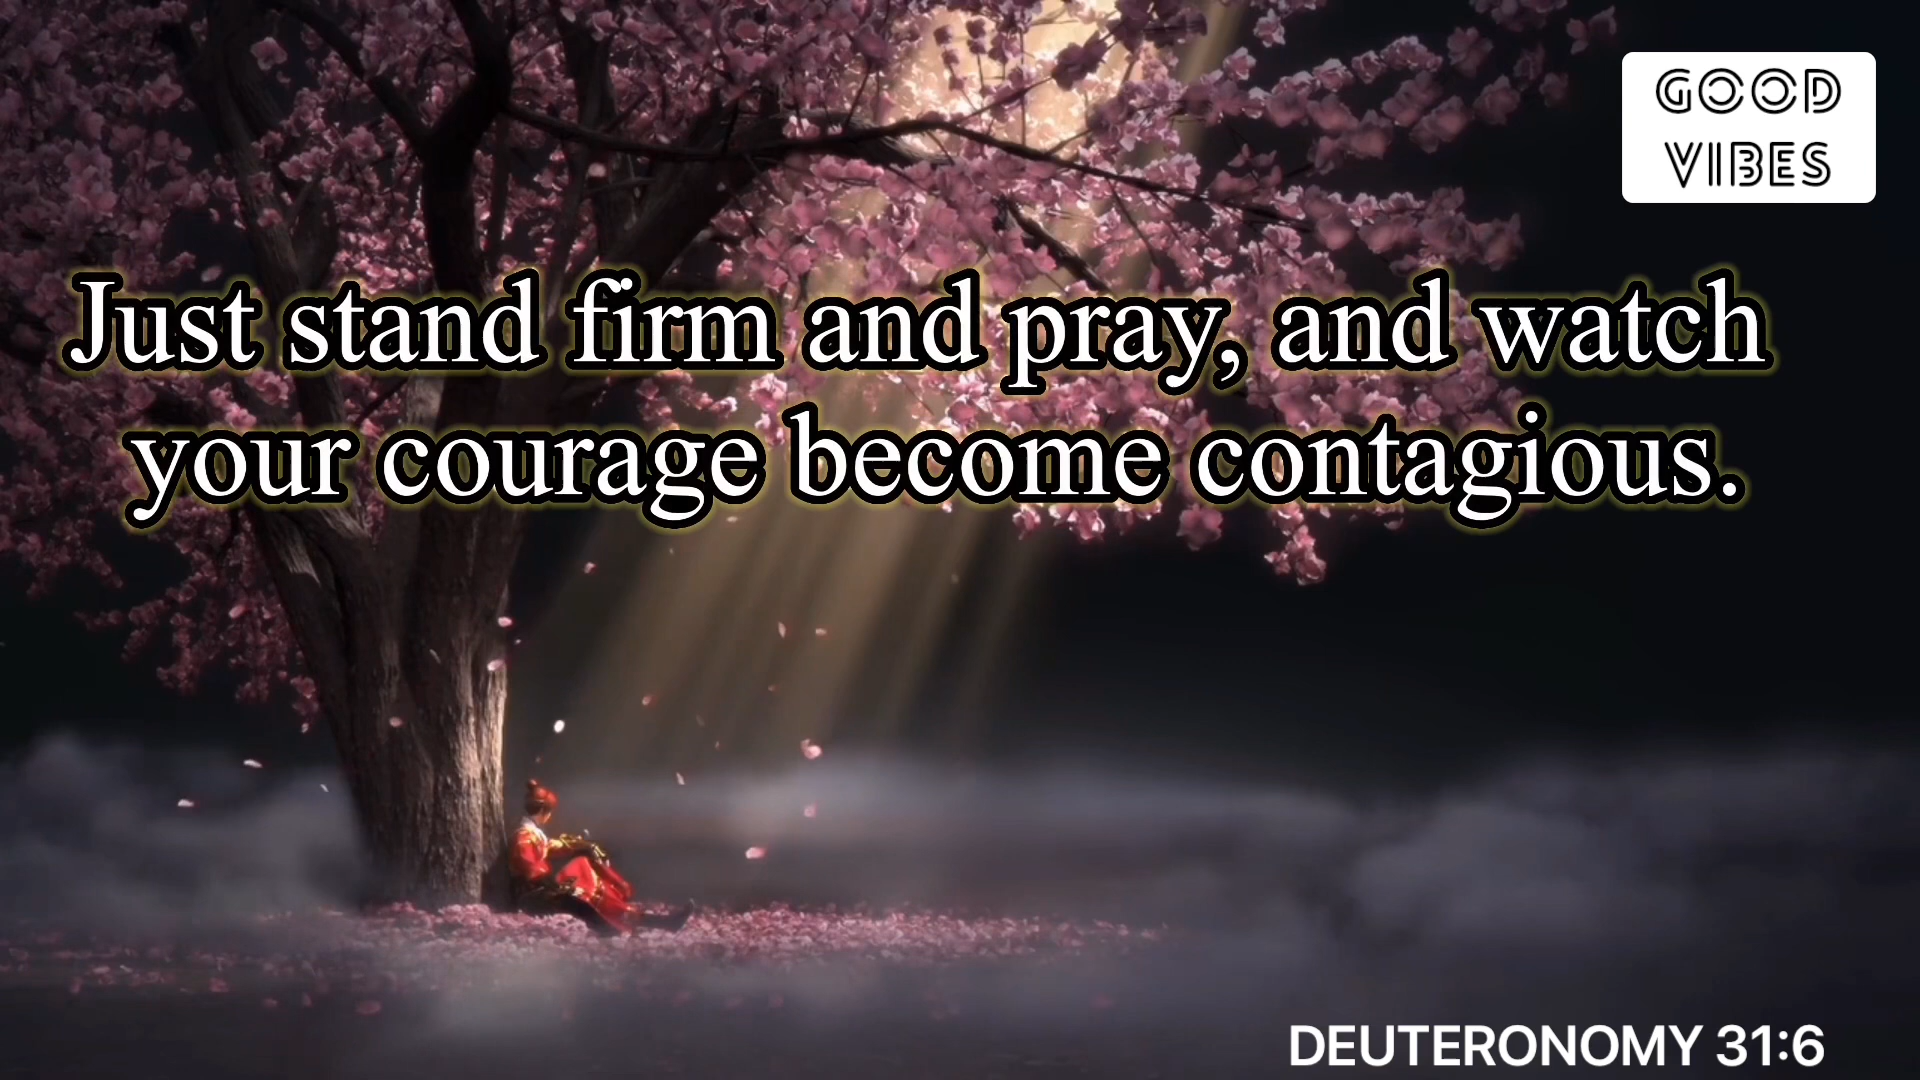 GOOD
VIBES
Just stand firm and pray, and watch
your courage become contagious.
DEUTERONOMY 31:6